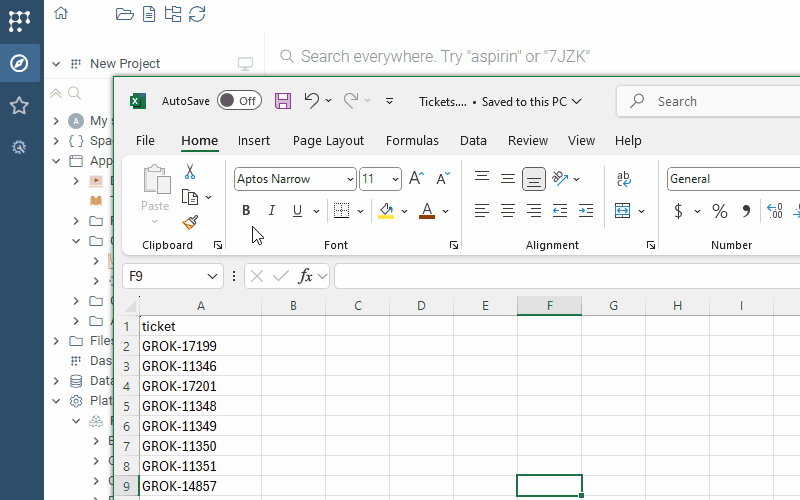 New Project
Search everywhere. Try "aspirin" or "7JZK"
A My s
{ } Spac
App
Files
Das
Data
Plat
AutoSave Off Tickets.... • Saved to this PC Search
File Home Insert Page Layout Formulas Data Review View Help
Paste
Aptos Narrow 11 General
B I U A $ % 9
Clipboard Font Alignment Number
F9 fx
A B C D E F G H I
1 ticket
2 GROK-17199
3 GROK-11346
4 GROK-17201
5 GROK-11348
6 GROK-11349
7 GROK-11350
8 GROK-11351
9 GROK-14857